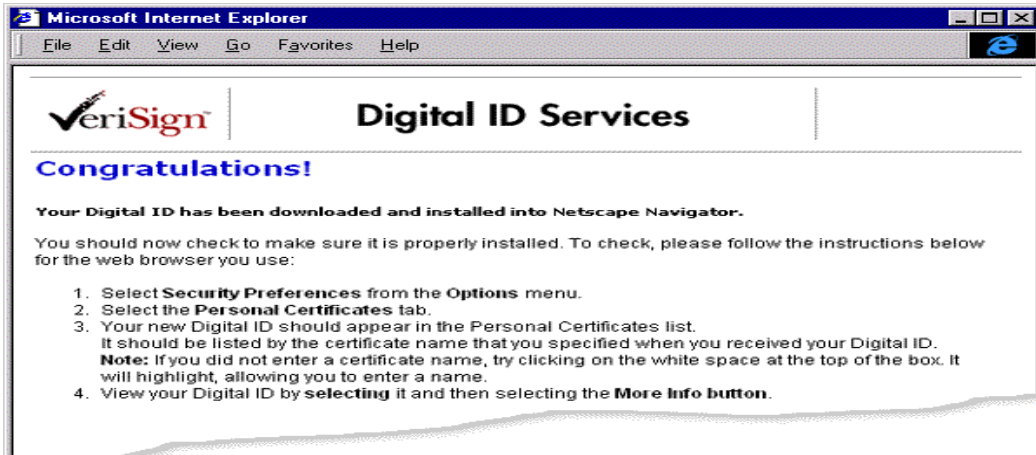 Microsoft Internet Explorer
File Edit View Go Favorites Help
VeriSign™ Digital ID Services
Congratulations!
Your Digital ID has been downloaded and installed into Netscape Navigator.
You should now check to make sure it is properly installed. To check, please follow the instructions below
for the web browser you use:
1. Select Security Preferences from the Options menu.
2. Select the Personal Certificates tab.
3. Your new Digital ID should appear in the Personal Certificates list.
It should be listed by the certificate name that you specified when you received your Digital ID.
Note: If you did not enter a certificate name, try clicking on the white space at the top of the box. It
will highlight, allowing you to enter a name.
4. View your Digital ID by selecting it and then selecting the More Info button.